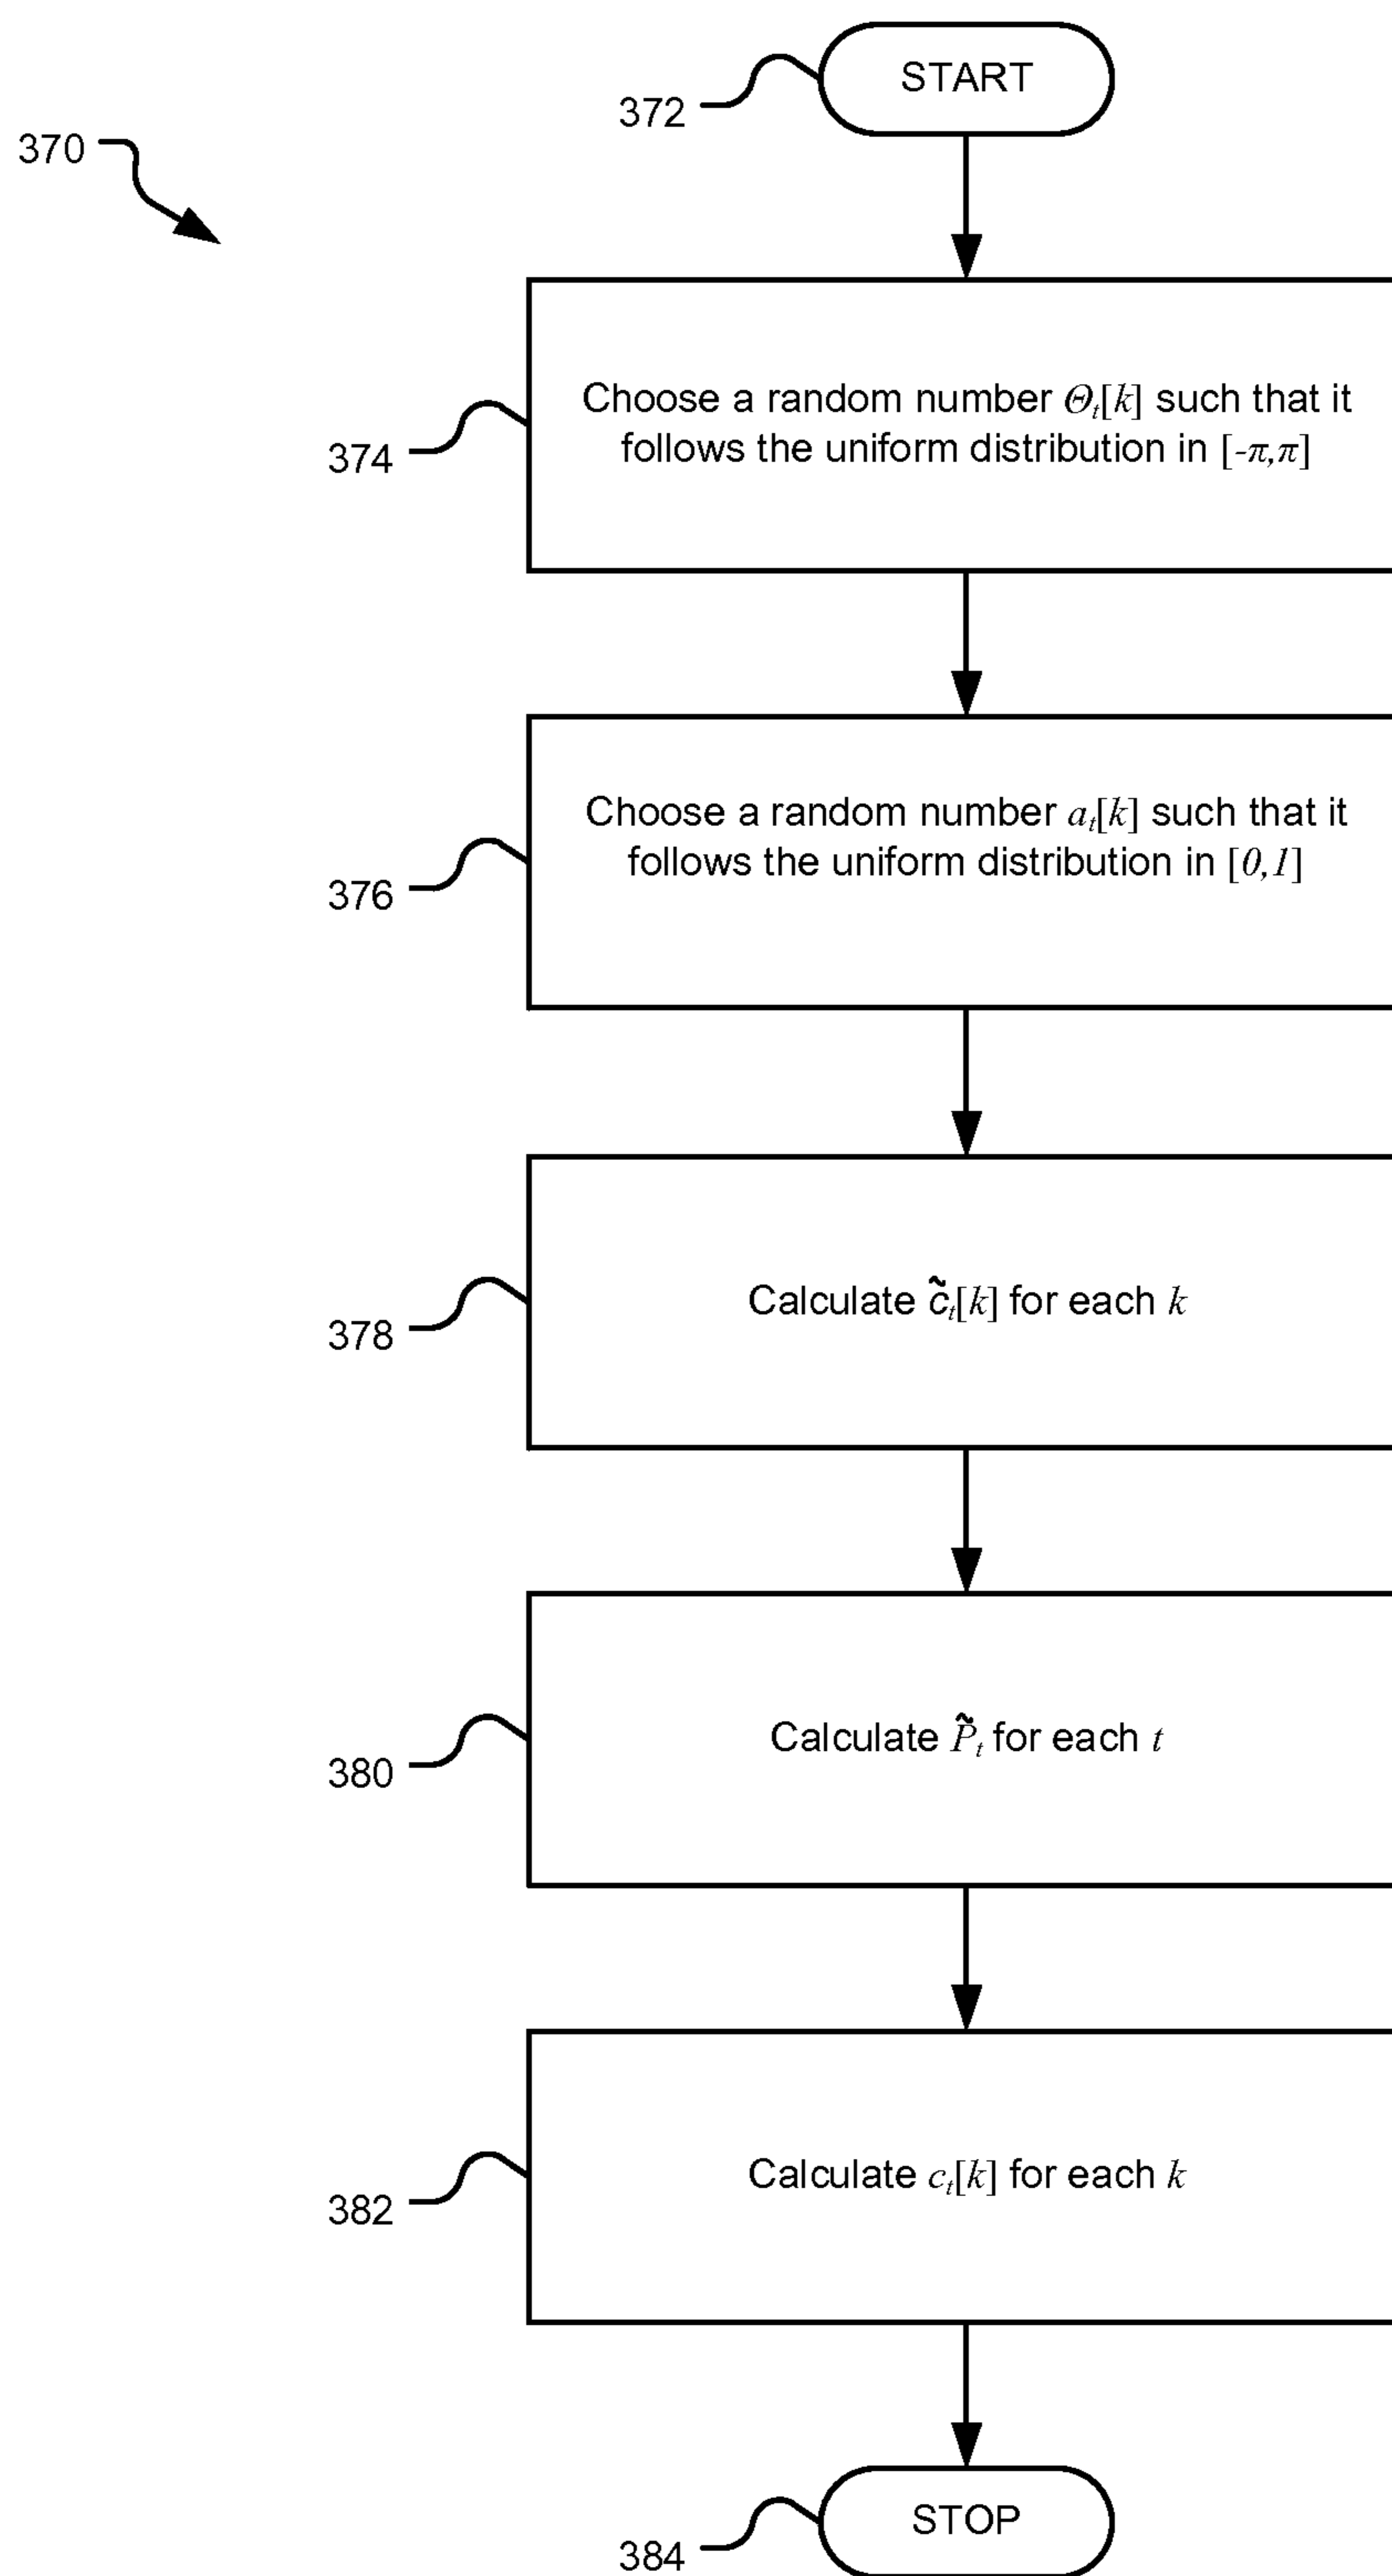 START
372
370
Choose a random number Θt[k] such that it
follows the uniform distribution in [-π,π]
374
Choose a random number at[k] such that it
follows the uniform distribution in [0,1]
376
Calculate c̃t[k] for each k
378
Calculate P̃t for each t
380
Calculate ct[k] for each k
382
STOP
384